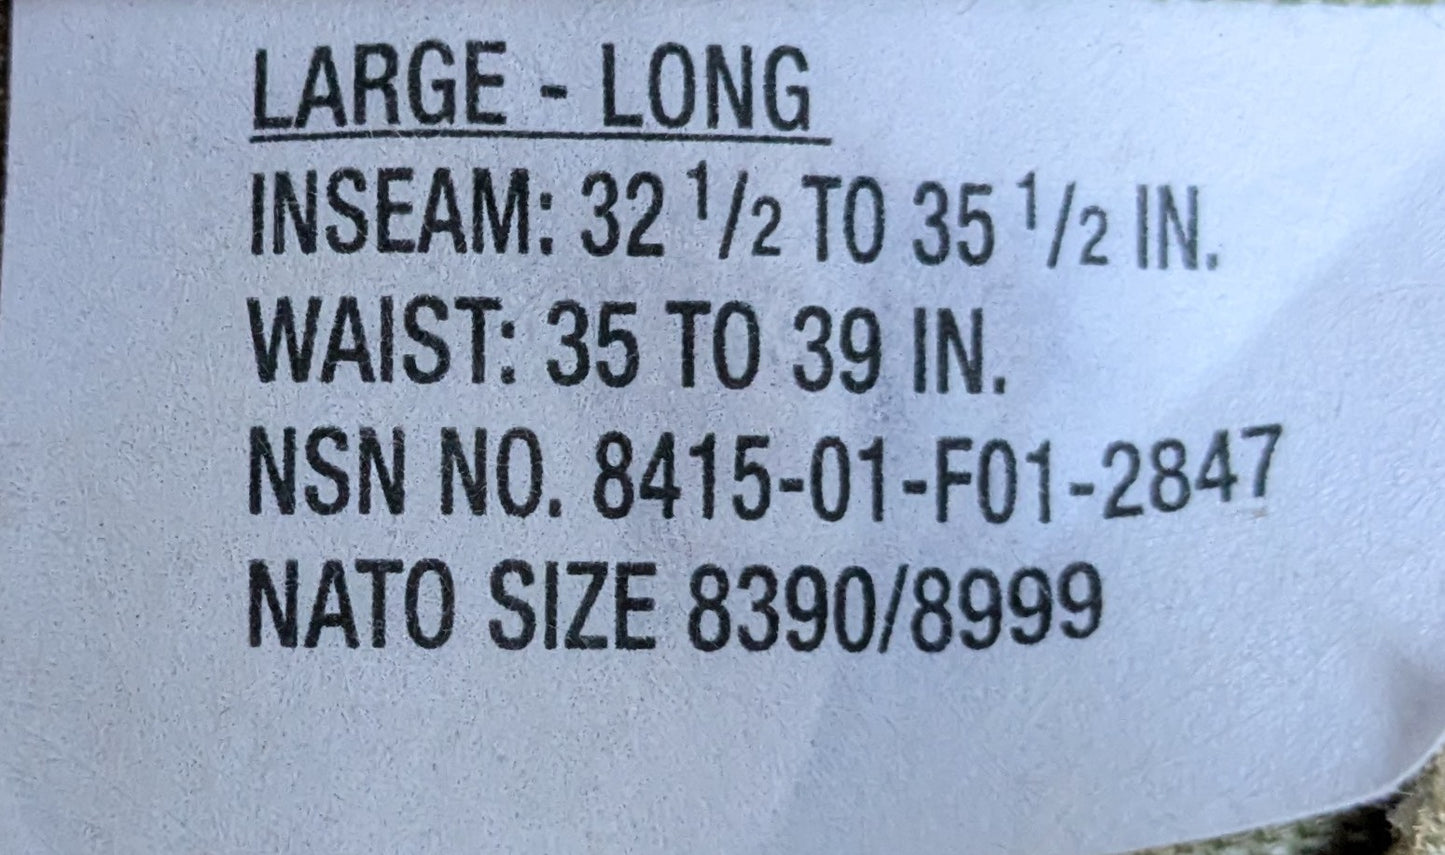 LARGE - LONG
INSEAM: 32 1/2 TO 35 1/2 IN.
WAIST: 35 TO 39 IN.
NSN NO. 8415-01-F01-2847
NATO SIZE 8390/8999